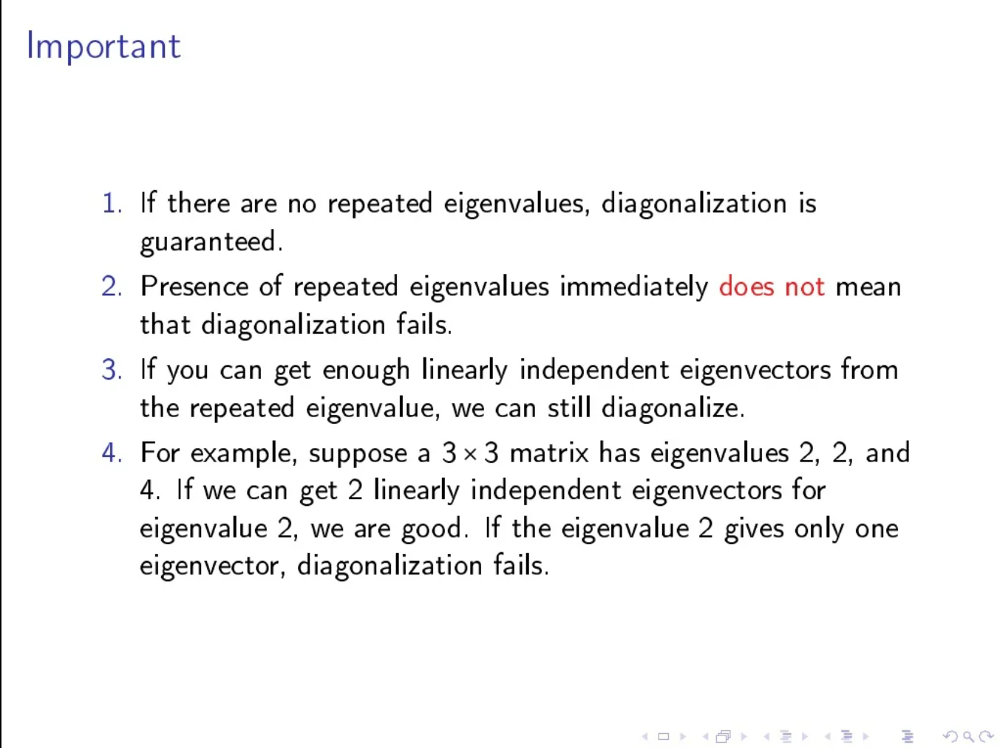 Important
1. If there are no repeated eigenvalues, diagonalization is
guaranteed.
2. Presence of repeated eigenvalues immediately does not mean
that diagonalization fails.
3. If you can get enough linearly independent eigenvectors from
the repeated eigenvalue, we can still diagonalize.
4. For example, suppose a 3 × 3 matrix has eigenvalues 2, 2, and
4. If we can get 2 linearly independent eigenvectors for
eigenvalue 2, we are good. If the eigenvalue 2 gives only one
eigenvector, diagonalization fails.